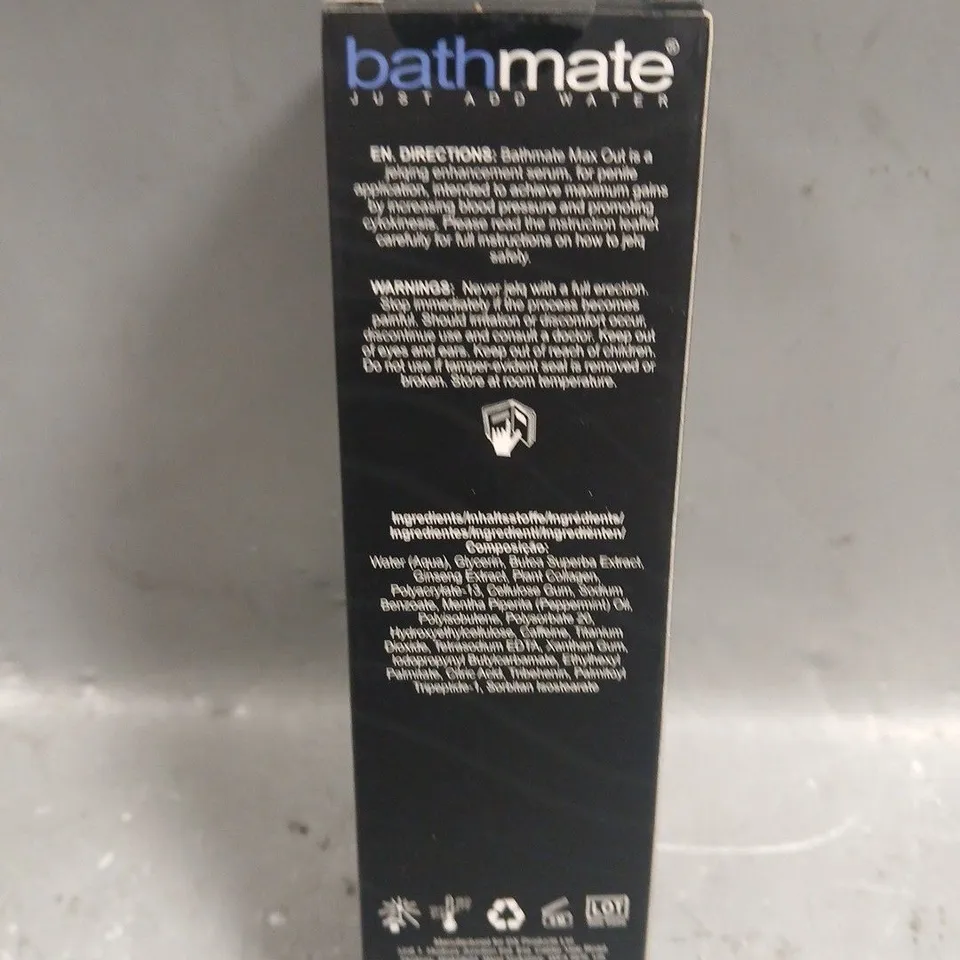 bathmate®
JUST ADD WATER
EN. DIRECTIONS: Bathmate Max Out is a
jelqing enhancement serum, for penile
application, intended to achieve maximum gains
by increasing blood pressure and promoting
cytokinesis. Please read the instruction leaflet
carefully for full instructions on how to jelq
safely.
WARNINGS: Never jelq with a full erection.
Stop immediately if the process becomes
painful. Should irritation or discomfort occur,
discontinue use and consult a doctor. Keep out
of eyes and ears. Keep out of reach of children.
Do not use if tamper-evident seal is removed or
broken. Store at room temperature.
Ingredients/Inhaltsstoffe/Ingrédients/
Ingredientes/Ingredienti/Ingrediënten/
Composição:
Water (Aqua), Glycerin, Butea Superba Extract,
Ginseng Extract, Plant Collagen,
Polyacrylate-13, Cellulose Gum, Sodium
Benzoate, Mentha Piperita (Peppermint) Oil,
Polyisobutene, Polysorbate 20,
Hydroxyethylcellulose, Caffeine, Titanium
Dioxide, Tetrasodium EDTA, Xanthan Gum,
Iodopropynyl Butylcarbamate, Ethylhexyl
Palmitate, Citric Acid, Tribehenin, Palmitoyl
Tripeptide-1, Sorbitan Isostearate
LOT
Manufactured for UM Products Ltd